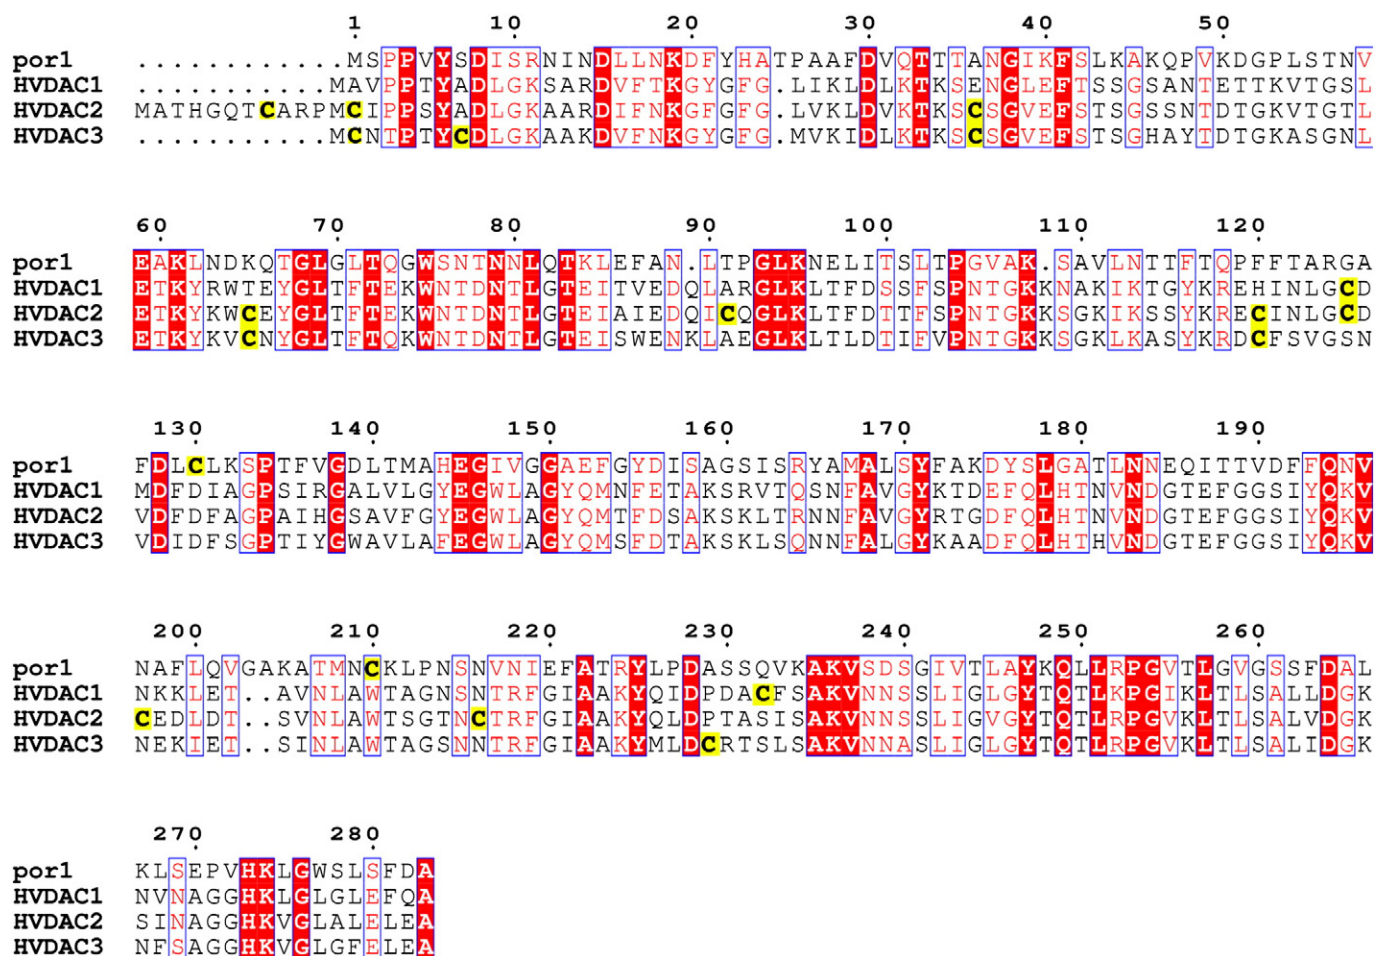 1 10 20 30 40 50
por1 ............MSPPVYSDISRNINDLLNKDFYHATPAAFDVQTTTANGIKFSLKAKQPVKDGPLSTNV
HVDAC1 ...........MAVPPTYADLGKSARDVFTKGYGFG.LIKLDLKTKSENGLEFTSSGSANTETTKVTGSL
HVDAC2 MATHGQTCARPMCIPPSYADLGKAARDIFNKGYGFG.LVKLDVKTKSCSGVEFSTSGSSNTDTGKVTGTL
HVDAC3 ...........MCNTPTYCDLGKAAKDVFNKGYGFG.MVKIDLKTKSCSGVEFSTSGHAYTDTGKASGNL
60 70 80 90 100 110 120
por1 EAKLNDKQTGLGLTQGWSNTNNLQTKLEFAN.LTPGLKNELITSLTPGVAK.SAVLNTTFTQPFFTARGA
HVDAC1 ETKYRWTEYGLTFTEKWNTDNTLGTEITVEDQLARGLKLTFDSSFSPNTGKKNAKIKTGYKREHINLGCD
HVDAC2 ETKYKWCEYGLTFTEKWNTDNTLGTEIAIEDQICQGLKLTFDTTFSPNTGKKSGKIKSSYKRECINLGCD
HVDAC3 ETKYKVCNYGLTFTQKWNTDNTLGTEISWENKLAEGLKLTLDTIFVPNTGKKSGKLKASYKRDCFSVGSN
130 140 150 160 170 180 190
por1 FDLCLKSPTFVGDLTMAHEGIVGGAEFGYDISAGSISRYAMALSYFAKDYSLGATLNNEQITTVDFFQNV
HVDAC1 MDFDIAGPSIRGALVLGYEGWLAGYQMNFETAKSRVTQSNFAVGYKTDEFQLHTNVNDGTEFGGSIYQKV
HVDAC2 VDFDFAGPAIHGSAVFGYEGWLAGYQMTFDSAKSKLTRNNFAVGYRTGDFQLHTNVNDGTEFGGSIYQKV
HVDAC3 VDIDFSGPTIYGWAVLAFEGWLAGYQMSFDTAKSKLSQNNFALGYKAADFQLHTHVNDGTEFGGSIYQKV
200 210 220 230 240 250 260
por1 NAFLQVGAKATMNCKLPNSNVNIEFATRYLPDASSQVKAKVSDSGIVTLAYKQLLRPGVTLGVGSSFDAL
HVDAC1 NKKLET..AVNLAWTAGNSNTRFGIAAKYQIDPDACFSAKVNNSSLIGLGYTQTLKPGIKLTLSALLDGK
HVDAC2 CEDLDT..SVNLAWTSGTNCTRFGIAAKYQLDPTASISAKVNNSSLIGVGYTQTLRPGVKLTLSALVDGK
HVDAC3 NEKIET..SINLAWTAGSNNTRFGIAAKYMLDCRTSLSAKVNNASLIGLGYTQTLRPGVKLTLSALIDGK
270 280
por1 KLSEPVHKLGWSLSFDA
HVDAC1 NVNAGGHKLGLGLEFQA
HVDAC2 SINAGGHKVGLALELEA
HVDAC3 NFSAGGHKVGLGFELEA